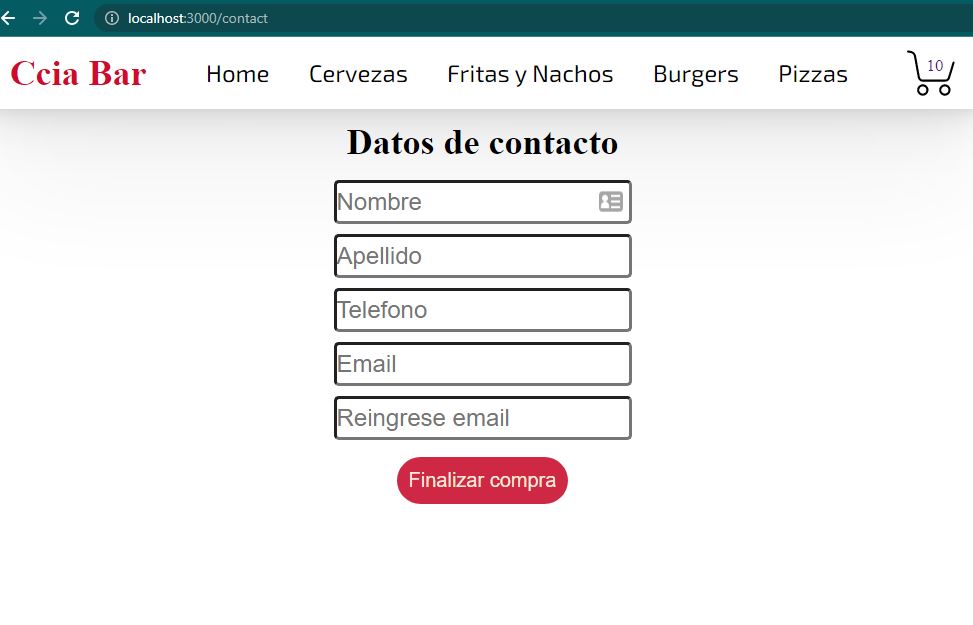 localhost:3000/contact
Ccia Bar Home Cervezas Fritas y Nachos Burgers Pizzas 10
Datos de contacto
Nombre
Apellido
Telefono
Email
Reingrese email
Finalizar compra